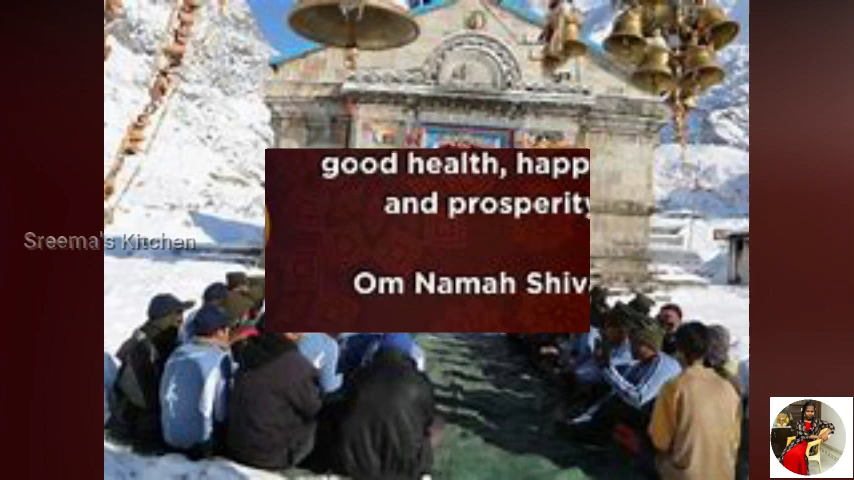 good health, happ
and prosperity
Om Namah Shiv
Sreema's Kitchen